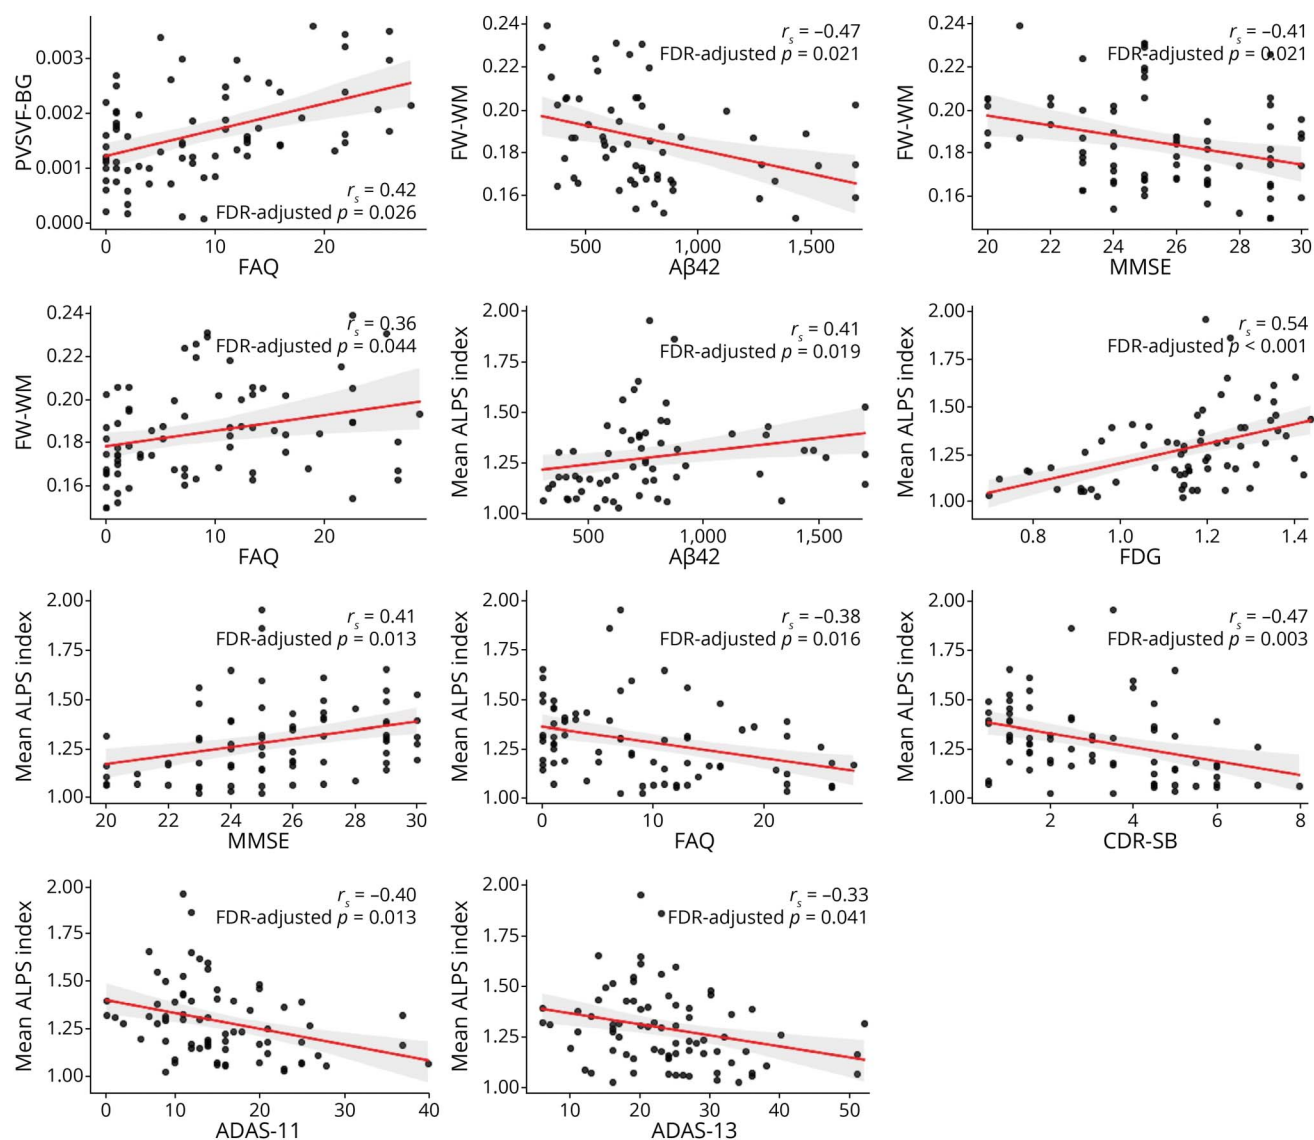 PVSVF-BG
0.003
0.002
0.001
0.000
rs = 0.42
FDR-adjusted p = 0.026
0 10 20
FAQ
FW-WM
0.24
0.22
0.20
0.18
0.16
rs = –0.47
FDR-adjusted p = 0.021
500 1,000 1,500
Aβ42
FW-WM
0.24
0.22
0.20
0.18
0.16
rs = –0.41
FDR-adjusted p = 0.021
20 22 24 26 28 30
MMSE
FW-WM
0.24
0.22
0.20
0.18
0.16
rs = 0.36
FDR-adjusted p = 0.044
0 10 20
FAQ
Mean ALPS index
2.00
1.75
1.50
1.25
1.00
rs = 0.41
FDR-adjusted p = 0.019
500 1,000 1,500
Aβ42
Mean ALPS index
2.00
1.75
1.50
1.25
1.00
rs = 0.54
FDR-adjusted p < 0.001
0.8 1.0 1.2 1.4
FDG
Mean ALPS index
2.00
1.75
1.50
1.25
1.00
rs = 0.41
FDR-adjusted p = 0.013
20 22 24 26 28 30
MMSE
Mean ALPS index
2.00
1.75
1.50
1.25
1.00
rs = –0.38
FDR-adjusted p = 0.016
0 10 20
FAQ
Mean ALPS index
2.00
1.75
1.50
1.25
1.00
rs = –0.47
FDR-adjusted p = 0.003
2 4 6 8
CDR-SB
Mean ALPS index
2.00
1.75
1.50
1.25
1.00
rs = –0.40
FDR-adjusted p = 0.013
0 10 20 30 40
ADAS-11
Mean ALPS index
2.00
1.75
1.50
1.25
1.00
rs = –0.33
FDR-adjusted p = 0.041
10 20 30 40 50
ADAS-13